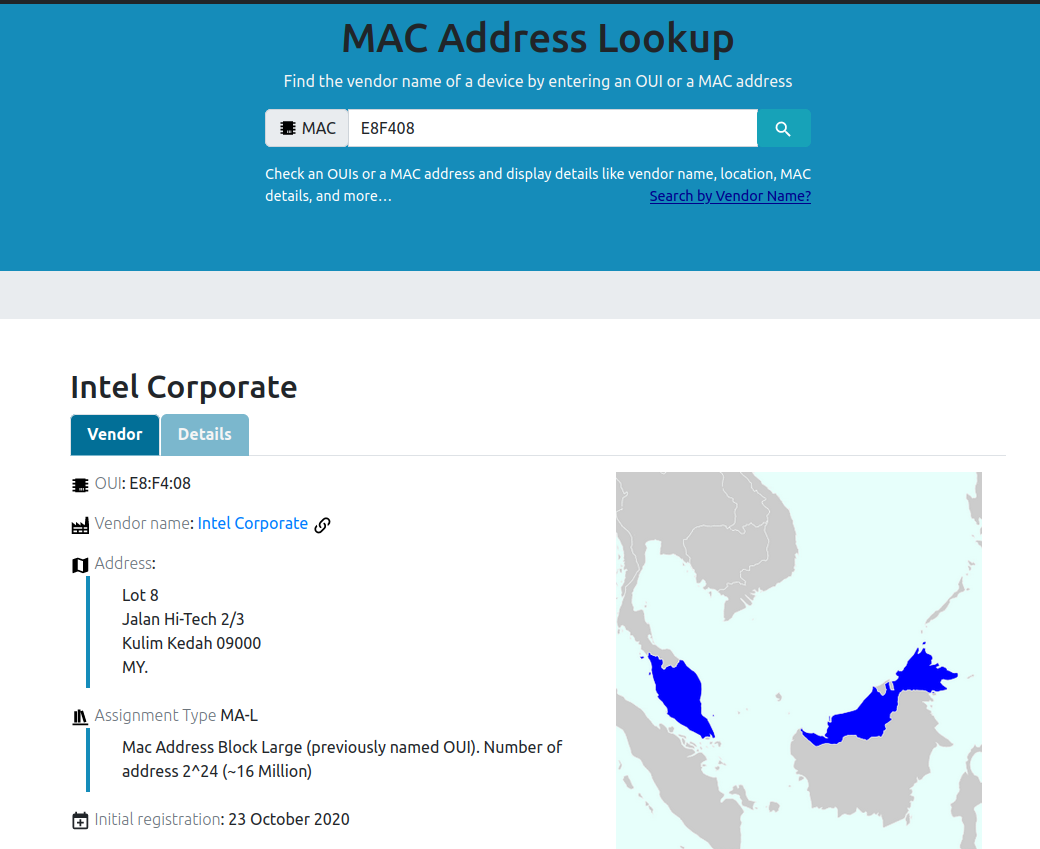 MAC Address Lookup
Find the vendor name of a device by entering an OUI or a MAC address
MAC E8F408
Check an OUIs or a MAC address and display details like vendor name, location, MAC
details, and more… Search by Vendor Name?
Intel Corporate
Vendor Details
OUI: E8:F4:08
Vendor name: Intel Corporate
Address:
Lot 8
Jalan Hi-Tech 2/3
Kulim Kedah 09000
MY.
Assignment Type MA-L
Mac Address Block Large (previously named OUI). Number of
address 2^24 (~16 Million)
Initial registration: 23 October 2020